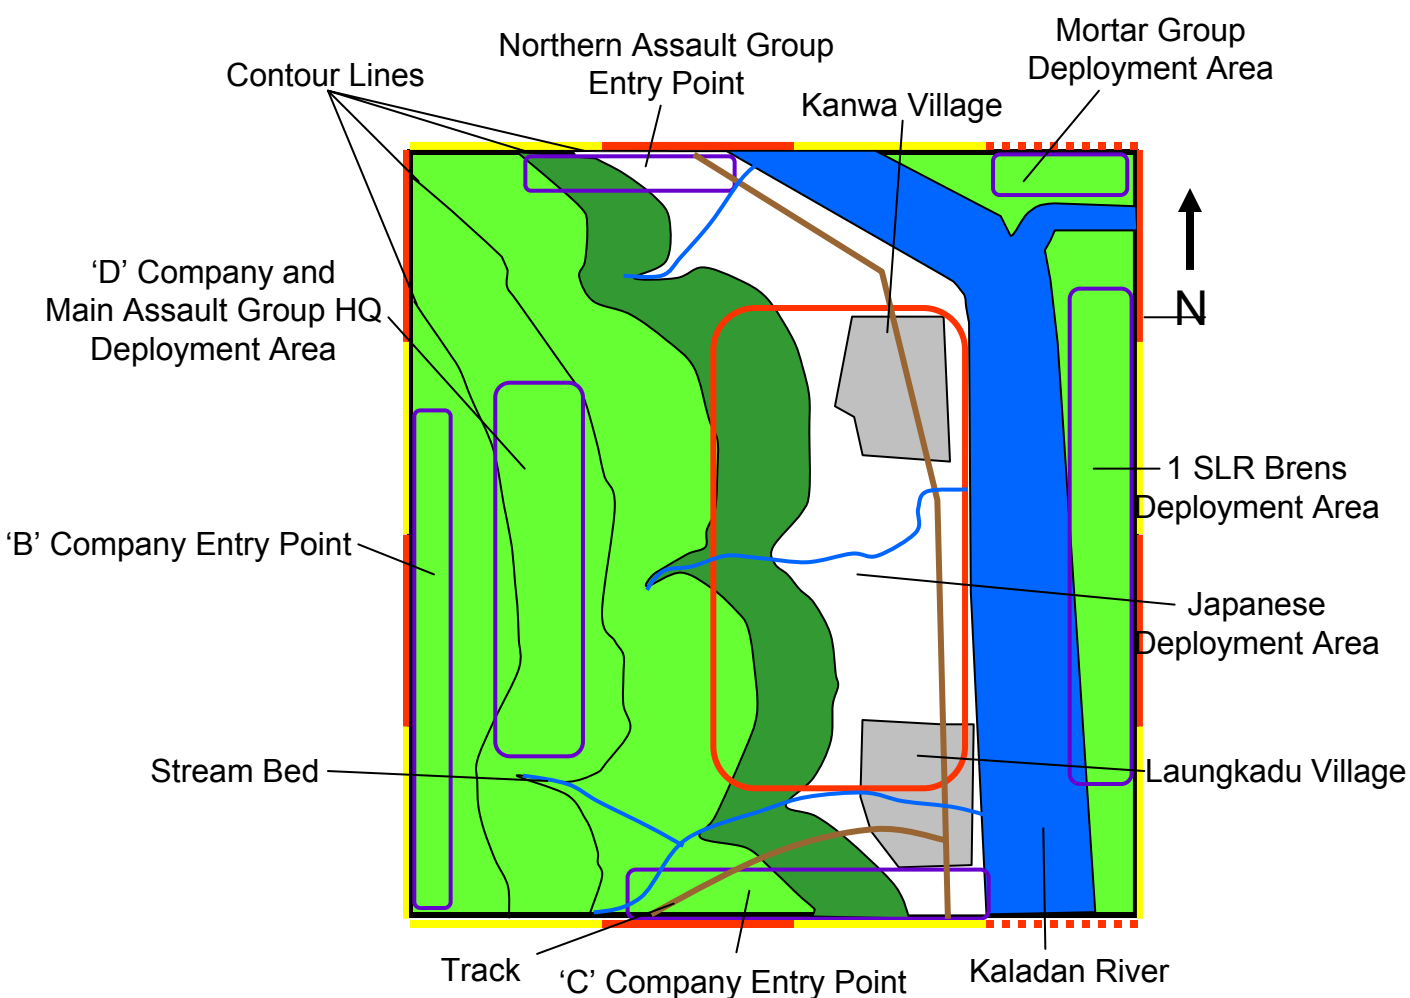 Northern Assault Group
Entry Point
Mortar Group
Deployment Area
Contour Lines
Kanwa Village
‘D’ Company and
Main Assault Group HQ
Deployment Area
N
1 SLR Brens
Deployment Area
‘B’ Company Entry Point
Japanese
Deployment Area
Stream Bed
Laungkadu Village
Track
‘C’ Company Entry Point
Kaladan River